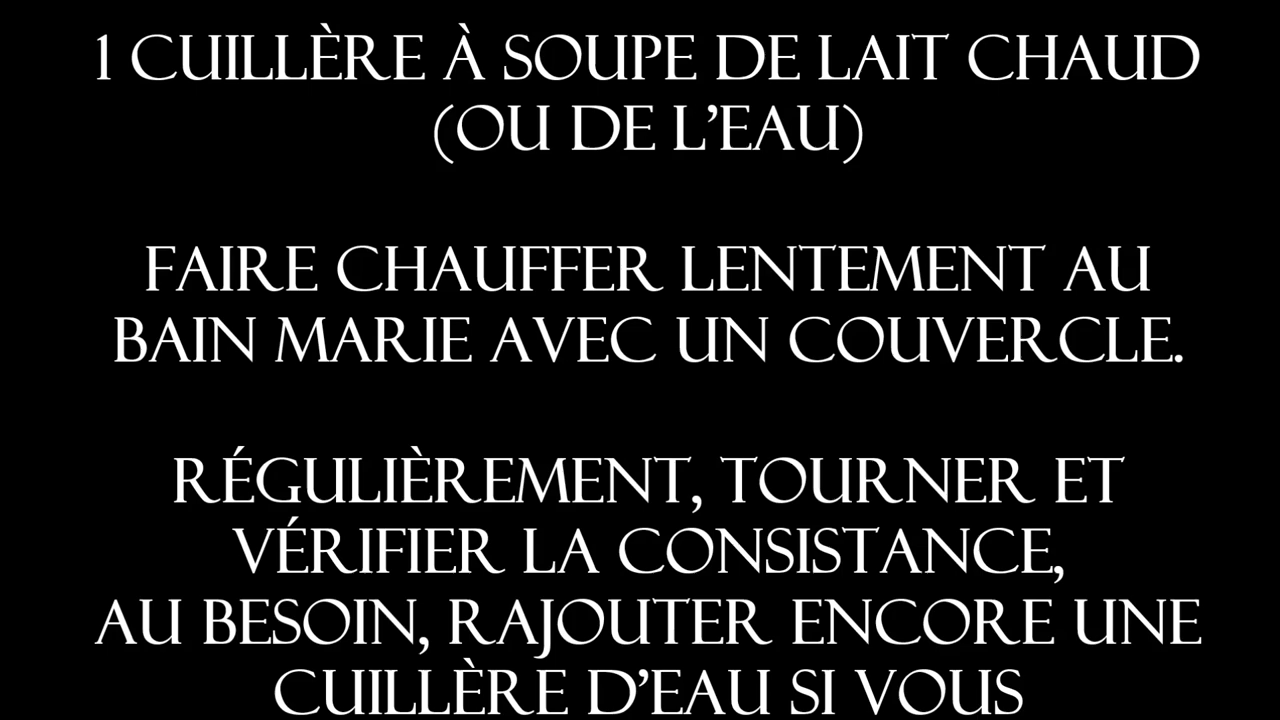 1 CUILLÈRE À SOUPE DE LAIT CHAUD
(OU DE L’EAU)
FAIRE CHAUFFER LENTEMENT AU
BAIN MARIE AVEC UN COUVERCLE.
RÉGULIÈREMENT, TOURNER ET
VÉRIFIER LA CONSISTANCE,
AU BESOIN, RAJOUTER ENCORE UNE
CUILLÈRE D’EAU SI VOUS